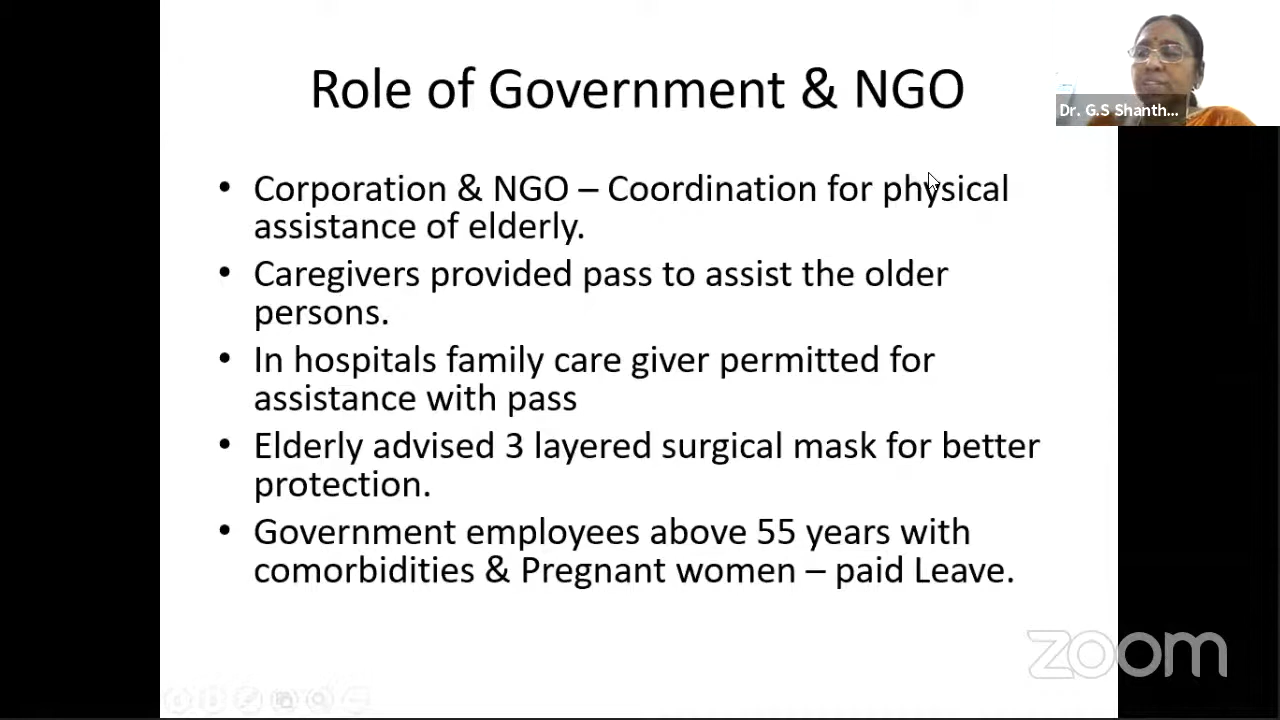 Role of Government & NGO
Dr. G.S Shanth...
• Corporation & NGO – Coordination for physical
assistance of elderly.
• Caregivers provided pass to assist the older
persons.
• In hospitals family care giver permitted for
assistance with pass
• Elderly advised 3 layered surgical mask for better
protection.
• Government employees above 55 years with
comorbidities & Pregnant women – paid Leave.
zoom